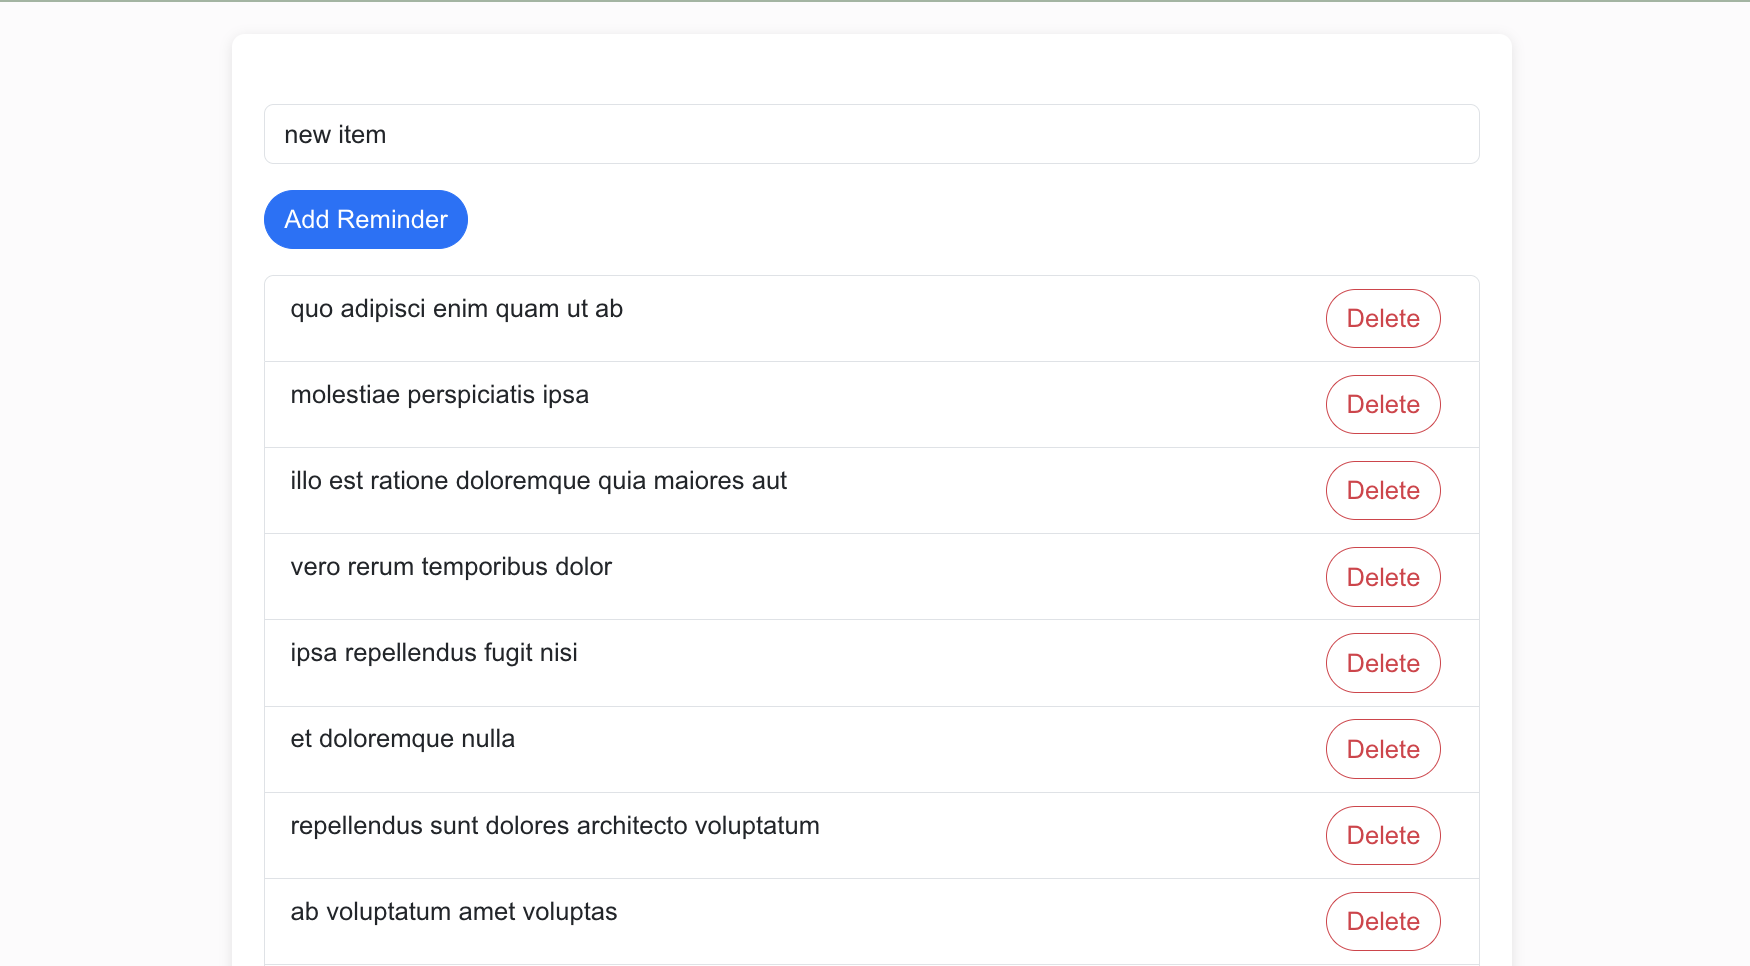 new item
Add Reminder
quo adipisci enim quam ut ab
Delete
molestiae perspiciatis ipsa
Delete
illo est ratione doloremque quia maiores aut
Delete
vero rerum temporibus dolor
Delete
ipsa repellendus fugit nisi
Delete
et doloremque nulla
Delete
repellendus sunt dolores architecto voluptatum
Delete
ab voluptatum amet voluptas
Delete